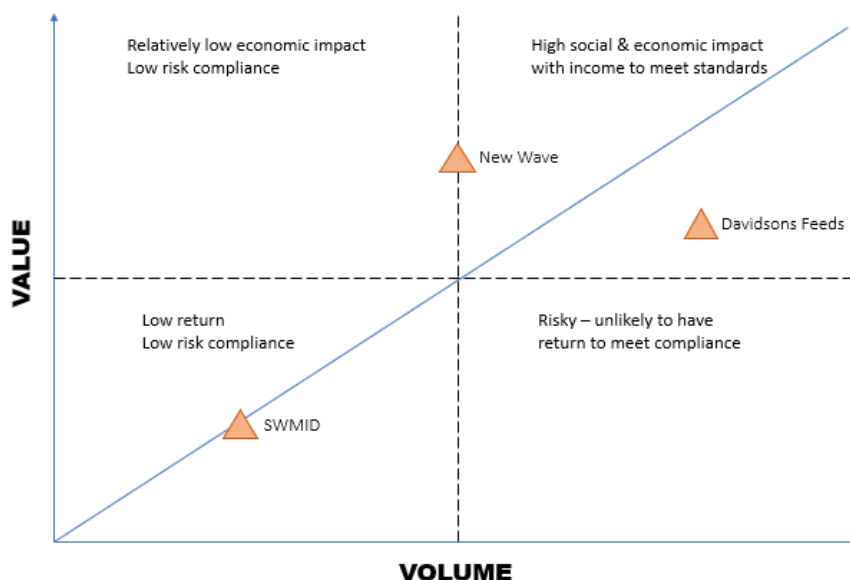 Relatively low economic impact
Low risk compliance
High social & economic impact
with income to meet standards
New Wave
Davidsons Feeds
VALUE
Low return
Low risk compliance
Risky – unlikely to have
return to meet compliance
SWMID
VOLUME